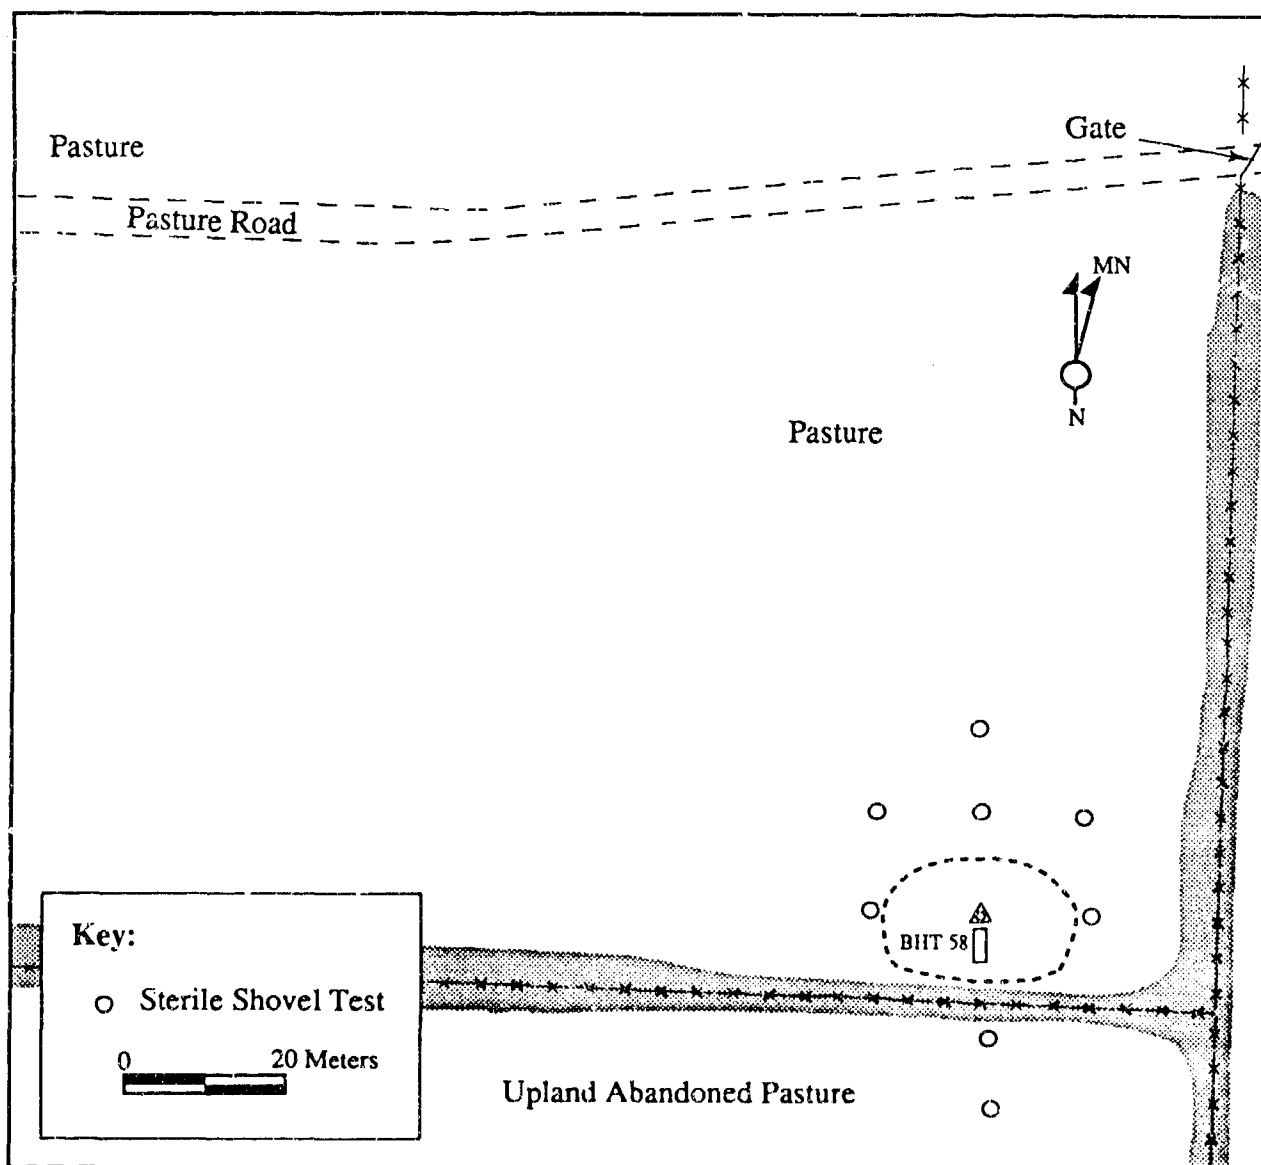 Gate
Pasture
Pasture Road
MN
N
Pasture
BHT 58
Key:
Sterile Shovel Test
0 20 Meters
Upland Abandoned Pasture